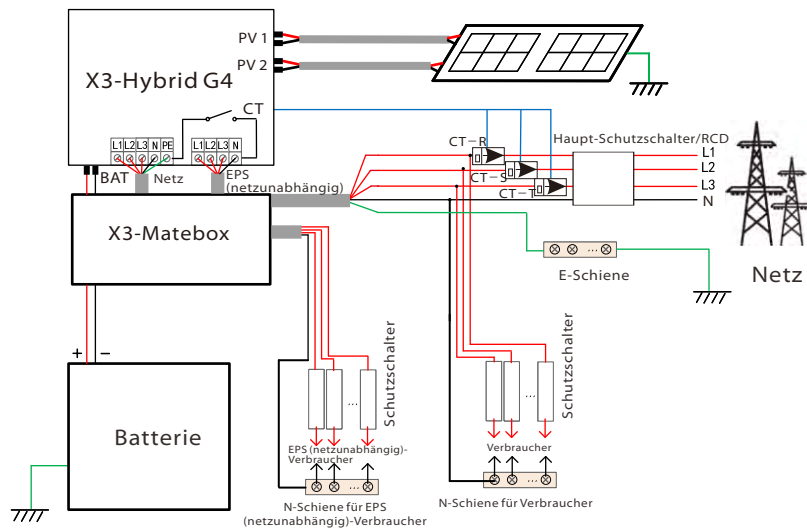 PV 1
PV 2
X3-Hybrid G4
CT
L1 L2 L3 N PE
L1 L2 L3 N
BAT
Netz
EPS
(netzunabhängig)
X3-Matebox
CT-R
CT-S
CT-T
Haupt-Schutzschalter/RCD
L1
L2
L3
N
E-Schiene
Netz
+ −
Batterie
Schutzschalter
...
EPS (netzunabhängig)-
Verbraucher
...
N-Schiene für EPS
(netzunabhängig)-Verbraucher
Schutzschalter
...
Verbraucher
...
N-Schiene für Verbraucher